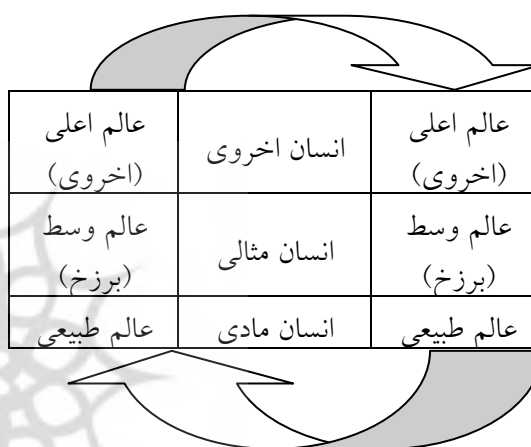 عالم اعلی
(اخروی)
انسان اخروی
عالم اعلی
(اخروی)
عالم وسط
(برزخ)
انسان مثالی
عالم وسط
(برزخ)
عالم طبیعی
انسان مادی
عالم طبیعی